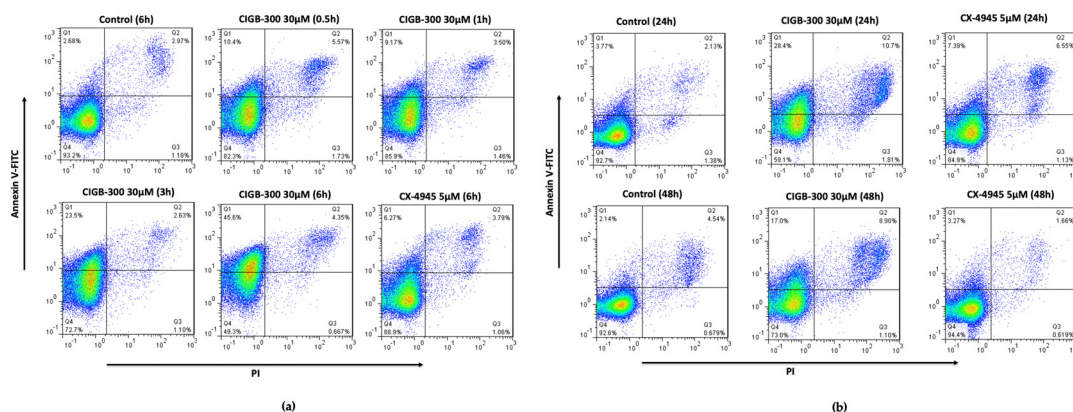 Control (6h)
CIGB-300 30µM (0.5h)
CIGB-300 30µM (1h)
Q1
2.68%
Q2
2.97%
Q4
93.2%
Q3
1.18%
Q1
10.4%
Q2
5.57%
Q4
82.3%
Q3
1.73%
Q1
9.17%
Q2
3.50%
Q4
85.9%
Q3
1.46%
CIGB-300 30µM (3h)
CIGB-300 30µM (6h)
CX-4945 5µM (6h)
Q1
23.5%
Q2
2.63%
Q4
72.7%
Q3
1.10%
Q1
45.6%
Q2
4.35%
Q4
49.3%
Q3
0.667%
Q1
6.27%
Q2
3.79%
Q4
88.9%
Q3
1.06%
Annexin V-FITC
PI
(a)
Control (24h)
CIGB-300 30µM (24h)
CX-4945 5µM (24h)
Q1
3.77%
Q2
2.13%
Q4
92.7%
Q3
1.38%
Q1
28.4%
Q2
10.7%
Q4
59.1%
Q3
1.81%
Q1
7.39%
Q2
6.55%
Q4
84.9%
Q3
1.13%
Control (48h)
CIGB-300 30µM (48h)
CX-4945 5µM (48h)
Q1
2.14%
Q2
4.54%
Q4
92.6%
Q3
0.679%
Q1
17.0%
Q2
8.90%
Q4
73.0%
Q3
1.10%
Q1
3.27%
Q2
1.66%
Q4
94.4%
Q3
0.619%
Annexin V-FITC
PI
(b)